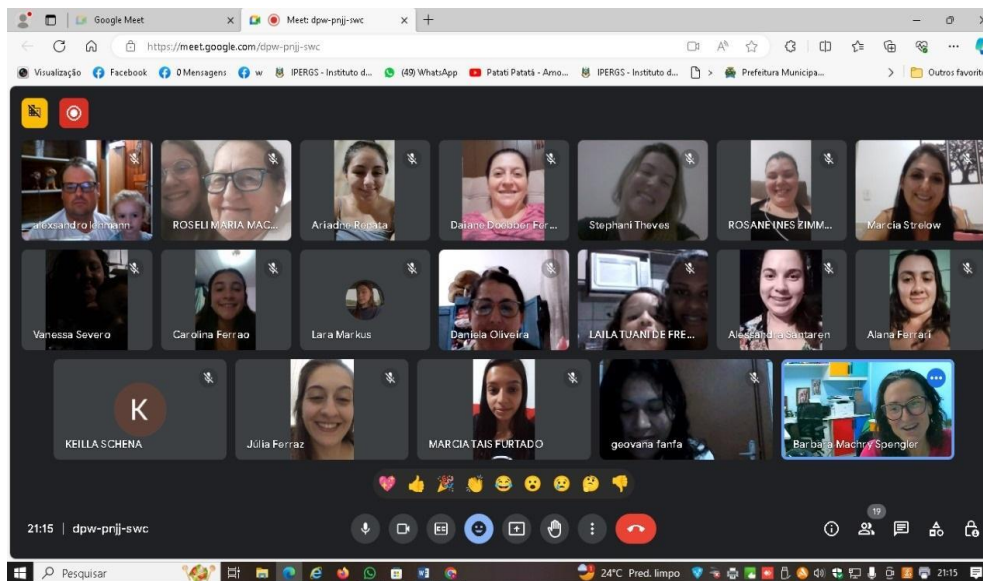 Google Meet
Meet: dpw-pnjj-swc
https://meet.google.com/dpw-pnjj-swc
Visualização Facebook 0 Mensagens w IPERGS - Instituto d... (49) WhatsApp Patati Patatá - Amo... IPERGS - Instituto d... Prefeitura Municipa... Outros favorit
alexsandro lehmann
ROSELI MARIA MAC...
Ariadne Renata
Daiane Doebber Fer...
Stephani Theves
ROSANE INES ZIMM...
Marcia Strelow
Vanessa Severo
Carolina Ferrao
Lara Markus
Daniela Oliveira
LAILA TUANI DE FRE...
Alessandra Santaren
Alana Ferrari
K
KEILLA SCHENA
Júlia Ferraz
MARCIA TAIS FURTADO
geovana fanfa
Barbara Machry Spengler
21:15 | dpw-pnjj-swc
19
Pesquisar
24°C Pred. limpo
21:15